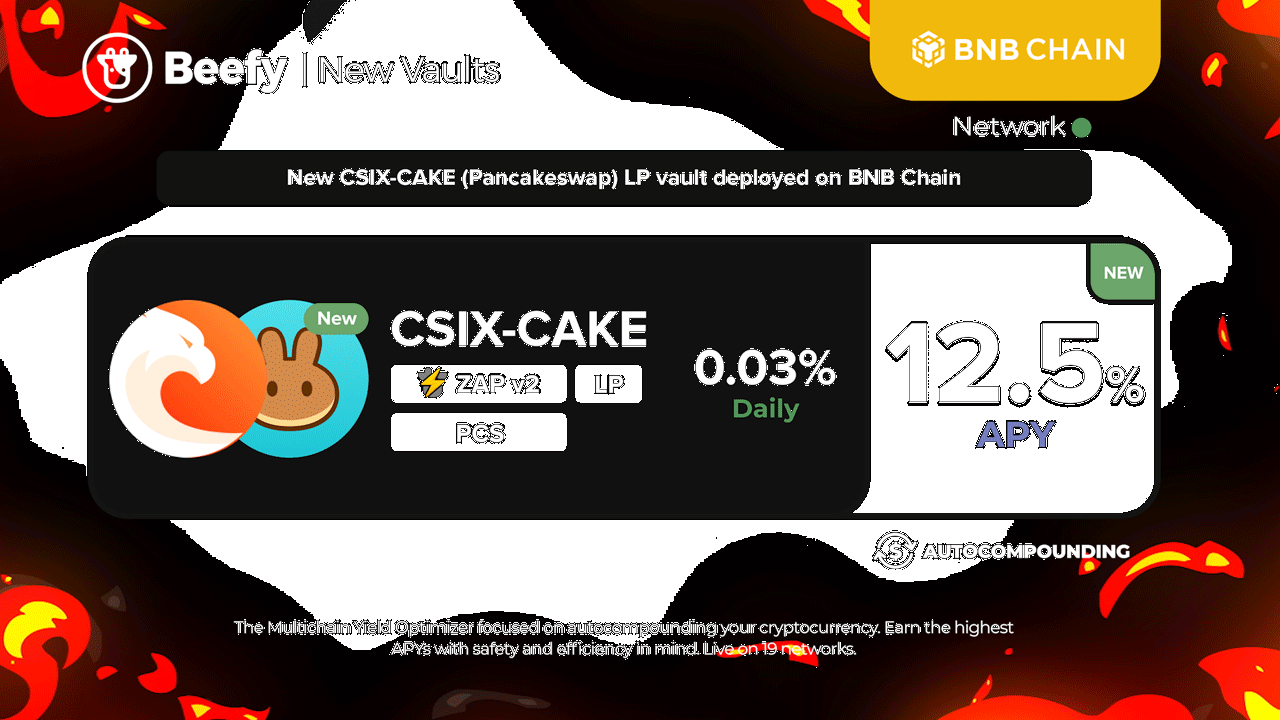 Beefy | New Vaults
BNB CHAIN
Network
New CSIX-CAKE (Pancakeswap) LP vault deployed on BNB Chain
NEW
New
CSIX-CAKE
ZAP v2
LP
PCS
0.03%
Daily
12.5%
APY
AUTOCOMPOUNDING
The Multichain Yield Optimizer focused on autocompounding your cryptocurrency. Earn the highest
APYs with safety and efficiency in mind. Live on 19 networks.